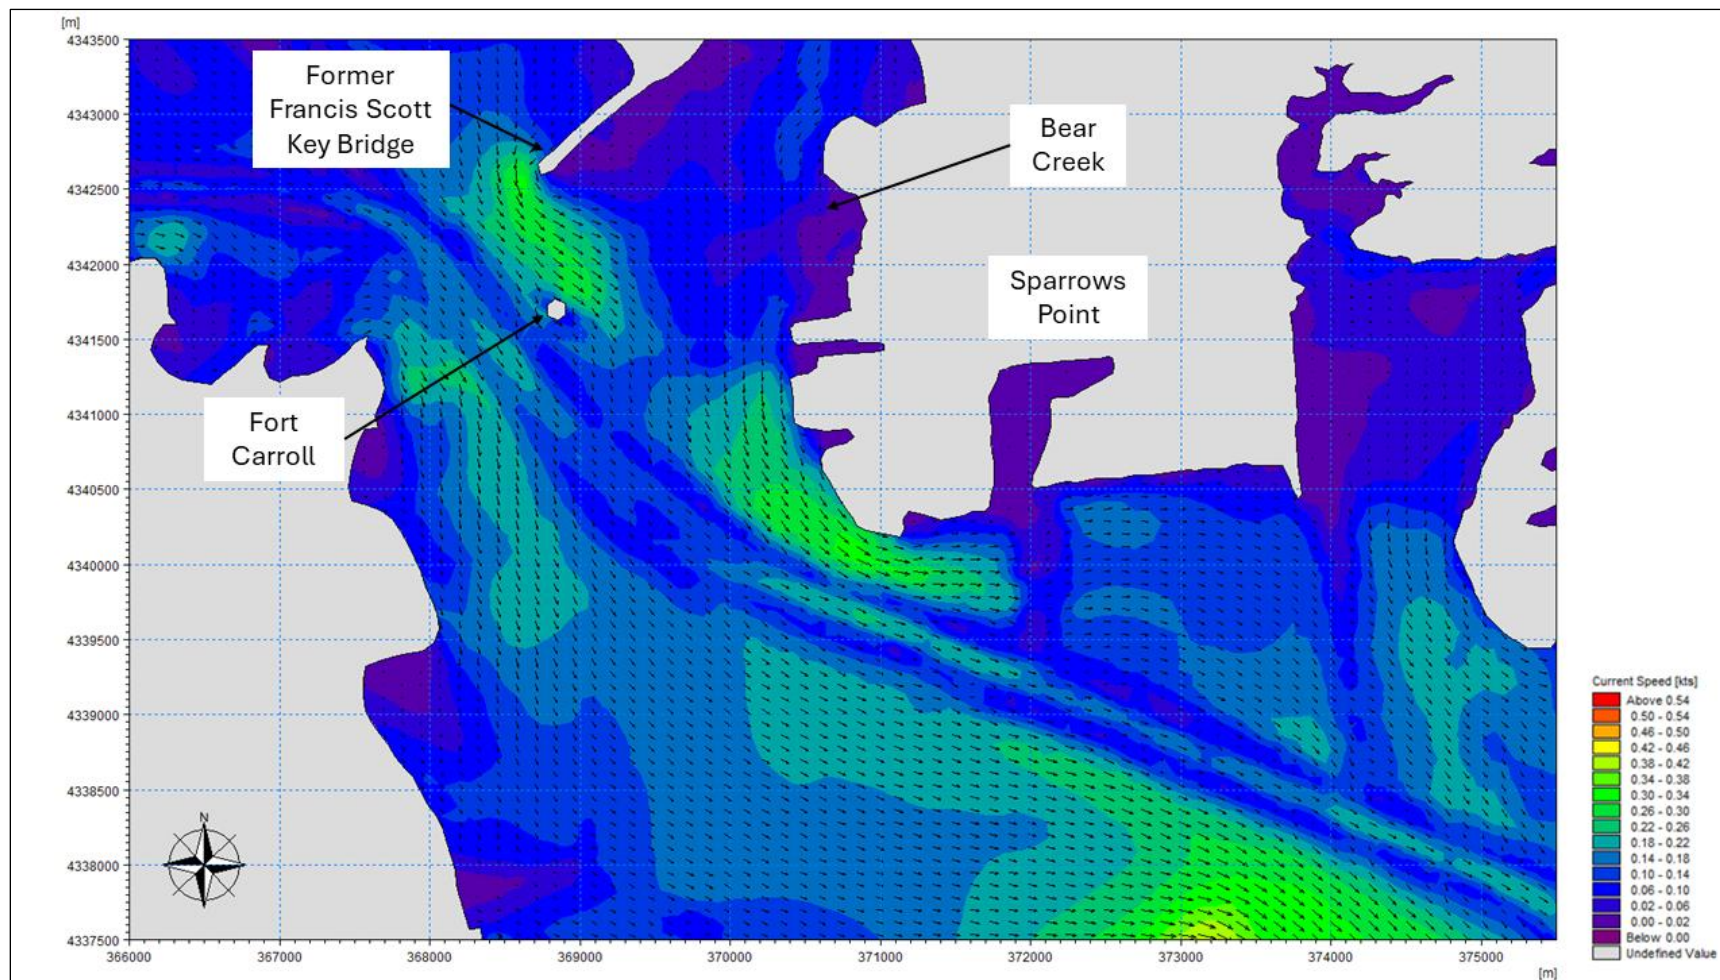 [m]
4343500
4343000
4342500
4342000
4341500
4341000
4340500
4340000
4339500
4339000
4338500
4338000
4337500
Former
Francis Scott
Key Bridge
Bear
Creek
Sparrows
Point
Fort
Carroll
N
366000
367000
368000
369000
370000
371000
372000
373000
374000
375000
[m]
Current Speed [kts]
Above 0.54
0.50 - 0.54
0.46 - 0.50
0.42 - 0.46
0.38 - 0.42
0.34 - 0.38
0.30 - 0.34
0.26 - 0.30
0.22 - 0.26
0.18 - 0.22
0.14 - 0.18
0.10 - 0.14
0.06 - 0.10
0.02 - 0.06
0.00 - 0.02
Below 0.00
Undefined Value